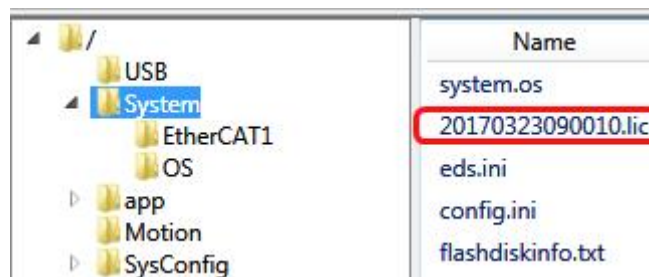 /
USB
System
EtherCAT1
OS
app
Motion
SysConfig
Name
system.os
20170323090010.lic
eds.ini
config.ini
flashdiskinfo.txt